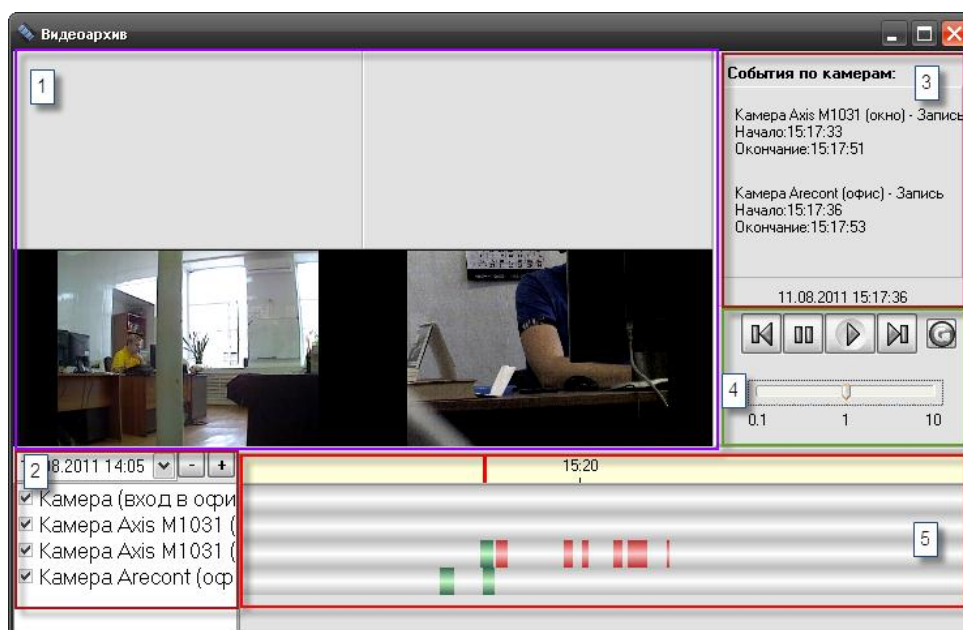 Видеоархив
1
События по камерам:
3
Камера Axis M1031 (окно) - Запись
Начало:15:17:33
Окончание:15:17:51
Камера Arecont (офис) - Запись
Начало:15:17:36
Окончание:15:17:53
11.08.2011 15:17:36
4
0.1 1 10
2
08.2011 14:05 - +
15:20
Камера (вход в офи
Камера Axis M1031 (
Камера Axis M1031 (
Камера Arecont (оф
5